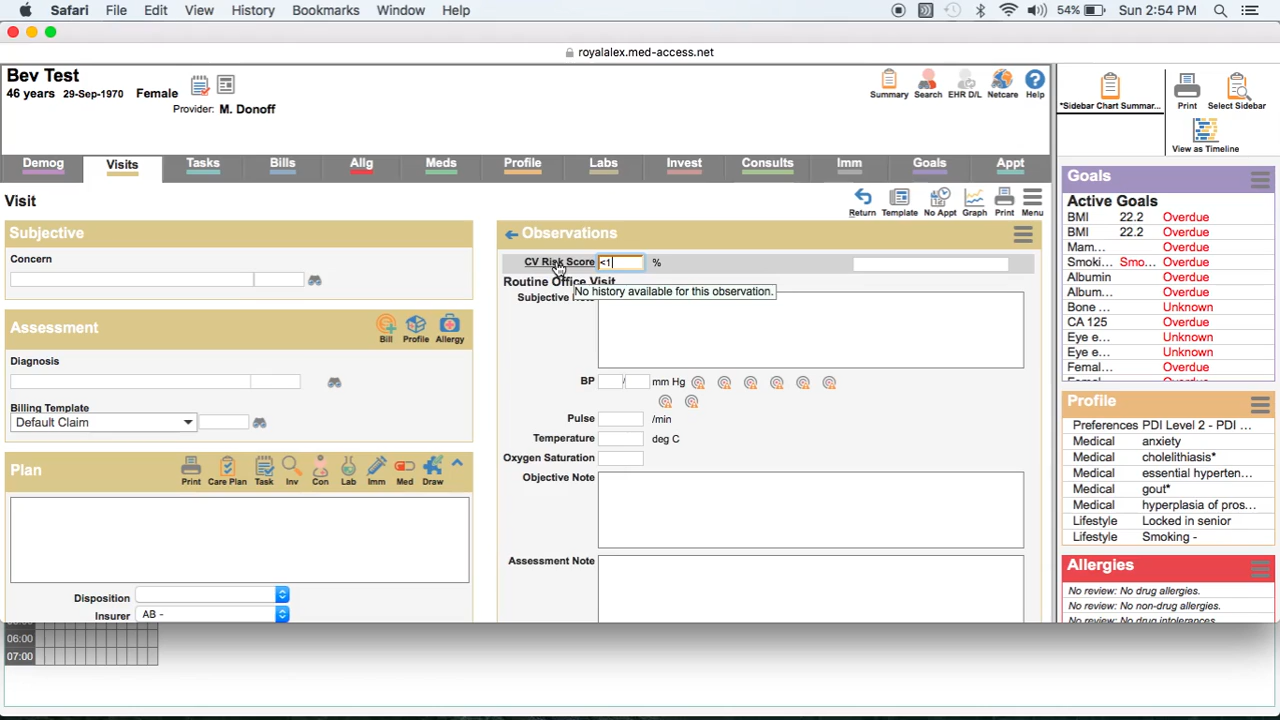 Safari File Edit View History Bookmarks Window Help 54% Sun 2:54 PM
royalalex.med-access.net
Bev Test
46 years 29-Sep-1970 Female
Provider: M. Donoff
Summary Search EHR D/L Netcare Help
*Sidebar Chart Summar... Print Select Sidebar
View as Timeline
Demog Visits Tasks Bills Allg Meds Profile Labs Invest Consults Imm Goals Appt
Visit
Return Template No Appt Graph Print Menu
Subjective
Concern
Assessment
Bill Profile Allergy
Diagnosis
Billing Template
Default Claim
Plan
Print Care Plan Task Inv Con Lab Imm Med Draw
Disposition
Insurer AB -
06:00
07:00
Observations
CV Risk Score <1 %
Routine Office Visit
No history available for this observation.
BP / mm Hg
Pulse /min
Temperature deg C
Oxygen Saturation
Objective Note
Assessment Note
Goals
Active Goals
BMI 22.2 Overdue
BMI 22.2 Overdue
Mam... Overdue
Smoki... Smo... Overdue
Albumin Overdue
Album... Overdue
Bone ... Unknown
CA 125 Overdue
Eye e... Unknown
Eye e... Unknown
Femal... Overdue
Profile
Preferences PDI Level 2 - PDI ...
Medical anxiety
Medical cholelithiasis*
Medical essential hyperten...
Medical gout*
Medical hyperplasia of pros...
Lifestyle Locked in senior
Lifestyle Smoking -
Allergies
No review: No drug allergies.
No review: No non-drug allergies.
No review: No drug intolerances